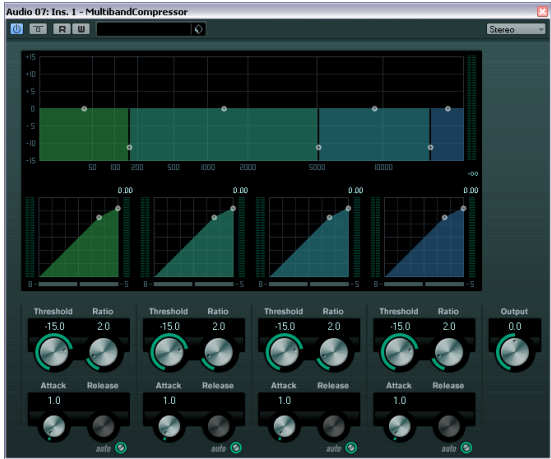 Audio 07: Ins. 1 - MultibandCompressor
R W
Stereo
+15
+10
+ 5
0
- 5
-10
-15
50 100 200 500 1000 2000 5000 10000
-oo
0.00 0.00 0.00 0.00
B S B S B S B S
Threshold Ratio Threshold Ratio Threshold Ratio Threshold Ratio Output
-15.0 2.0 -15.0 2.0 -15.0 2.0 -15.0 2.0 0.0
Attack Release Attack Release Attack Release Attack Release
1.0 1.0 1.0 1.0
auto auto auto auto